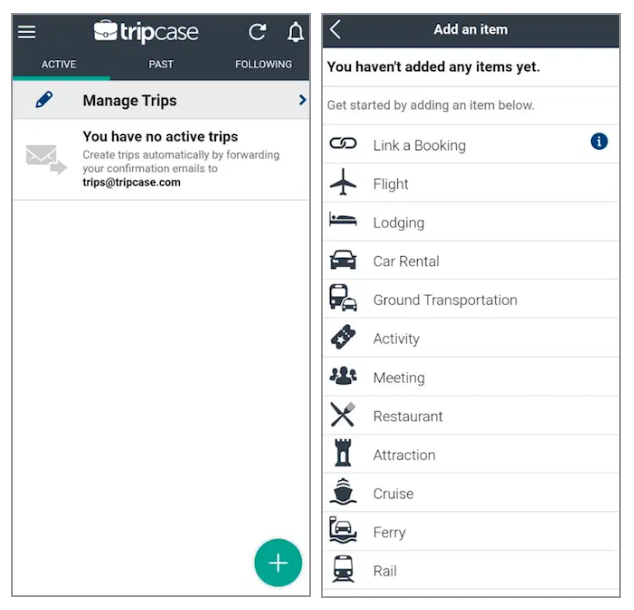 tripcase
ACTIVE PAST FOLLOWING
Manage Trips
You have no active trips
Create trips automatically by forwarding
your confirmation emails to
trips@tripcase.com
Add an item
You haven't added any items yet.
Get started by adding an item below.
Link a Booking
Flight
Lodging
Car Rental
Ground Transportation
Activity
Meeting
Restaurant
Attraction
Cruise
Ferry
Rail